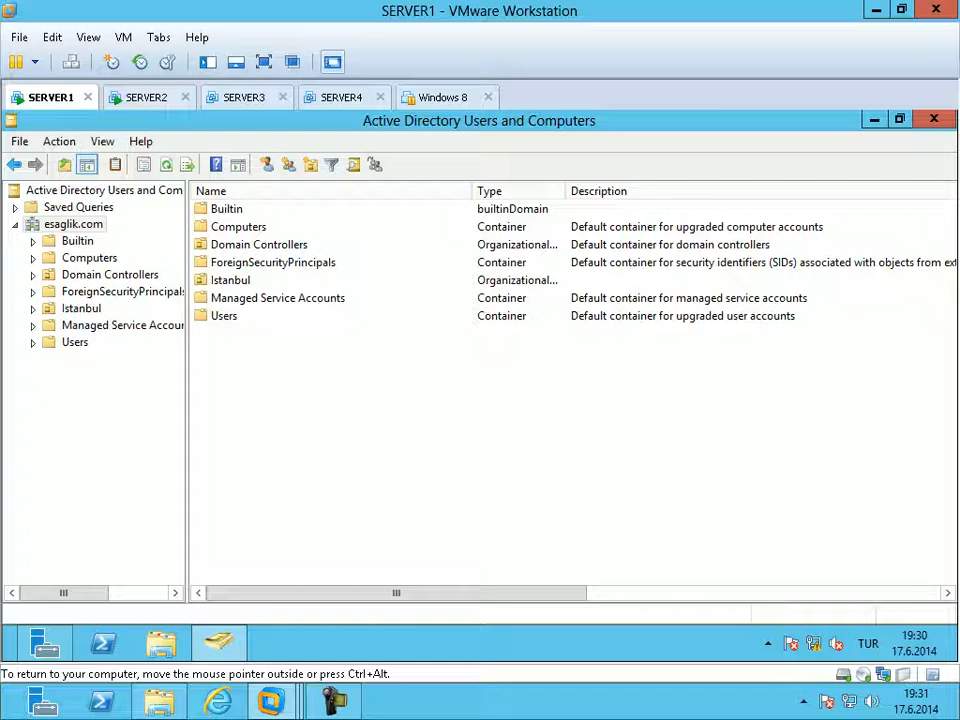 SERVER1 - VMware Workstation
File Edit View VM Tabs Help
SERVER1 SERVER2 SERVER3 SERVER4 Windows 8
Active Directory Users and Computers
File Action View Help
Active Directory Users and Com
Saved Queries
esaglik.com
Builtin
Computers
Domain Controllers
ForeignSecurityPrincipals
Istanbul
Managed Service Accour
Users
Name Type Description
Builtin builtinDomain
Computers Container Default container for upgraded computer accounts
Domain Controllers Organizational... Default container for domain controllers
ForeignSecurityPrincipals Container Default container for security identifiers (SIDs) associated with objects from ext
Istanbul Organizational...
Managed Service Accounts Container Default container for managed service accounts
Users Container Default container for upgraded user accounts
TUR 19:30
17.6.2014
To return to your computer, move the mouse pointer outside or press Ctrl+Alt.
19:31
17.6.2014